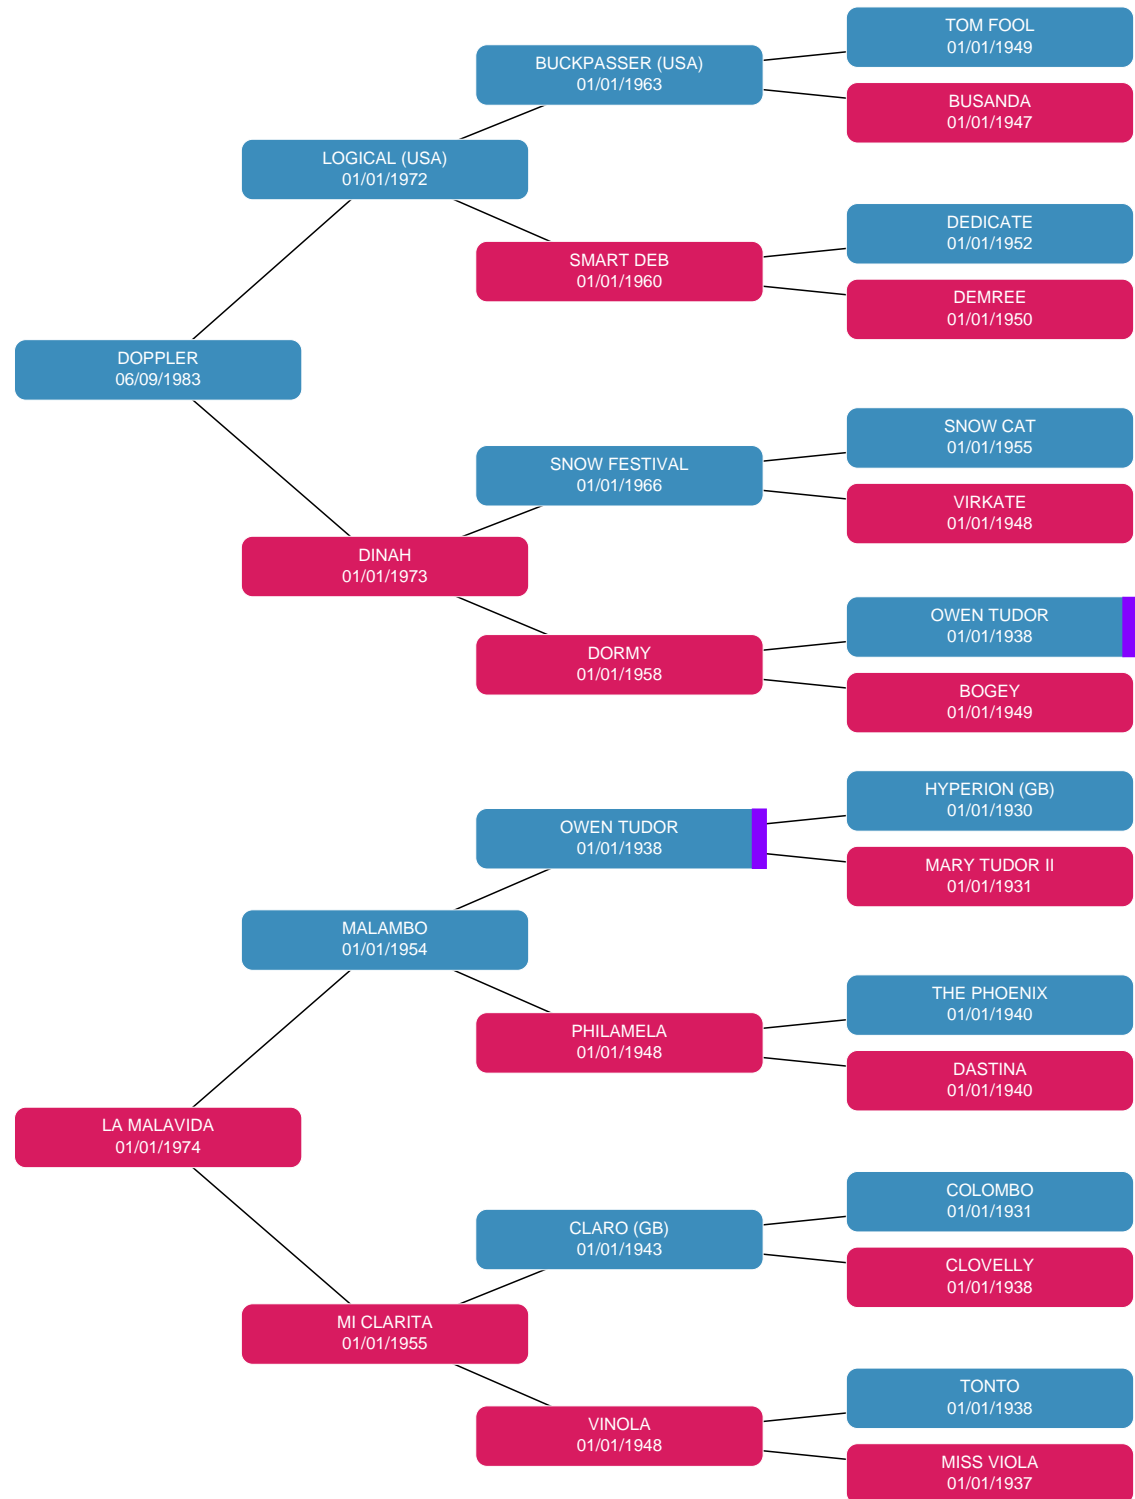 TOM FOOL
01/01/1949
BUCKPASSER (USA)
01/01/1963
BUSANDA
01/01/1947
LOGICAL (USA)
01/01/1972
DEDICATE
01/01/1952
SMART DEB
01/01/1960
DEMREE
01/01/1950
DOPPLER
06/09/1983
SNOW CAT
01/01/1955
SNOW FESTIVAL
01/01/1966
VIRKATE
01/01/1948
DINAH
01/01/1973
OWEN TUDOR
01/01/1938
DORMY
01/01/1958
BOGEY
01/01/1949
HYPERION (GB)
01/01/1930
OWEN TUDOR
01/01/1938
MARY TUDOR II
01/01/1931
MALAMBO
01/01/1954
THE PHOENIX
01/01/1940
PHILAMELA
01/01/1948
DASTINA
01/01/1940
LA MALAVIDA
01/01/1974
COLOMBO
01/01/1931
CLARO (GB)
01/01/1943
CLOVELLY
01/01/1938
MI CLARITA
01/01/1955
TONTO
01/01/1938
VINOLA
01/01/1948
MISS VIOLA
01/01/1937